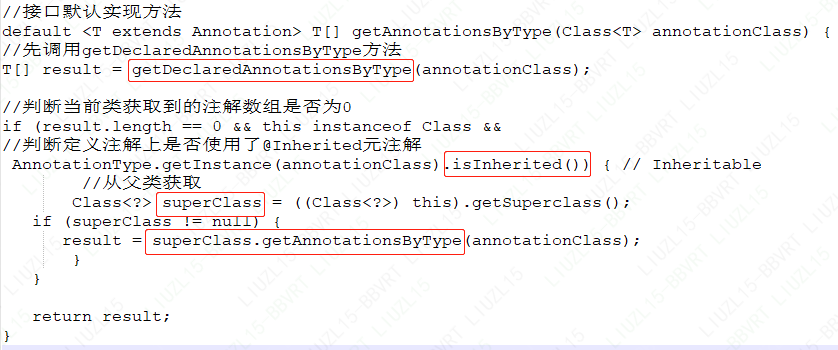 //接口默认实现方法
default <T extends Annotation> T[] getAnnotationsByType(Class<T> annotationClass) {
//先调用getDeclaredAnnotationsByType方法
T[] result = getDeclaredAnnotationsByType(annotationClass);
//判断当前类获取到的注解数组是否为0
if (result.length == 0 && this instanceof Class &&
//判断定义注解上是否使用了@Inherited元注解
AnnotationType.getInstance(annotationClass).isInherited()) { // Inheritable
//从父类获取
Class<?> superClass = ((Class<?>) this).getSuperclass();
if (superClass != null) {
result = superClass.getAnnotationsByType(annotationClass);
}
}
return result;
}